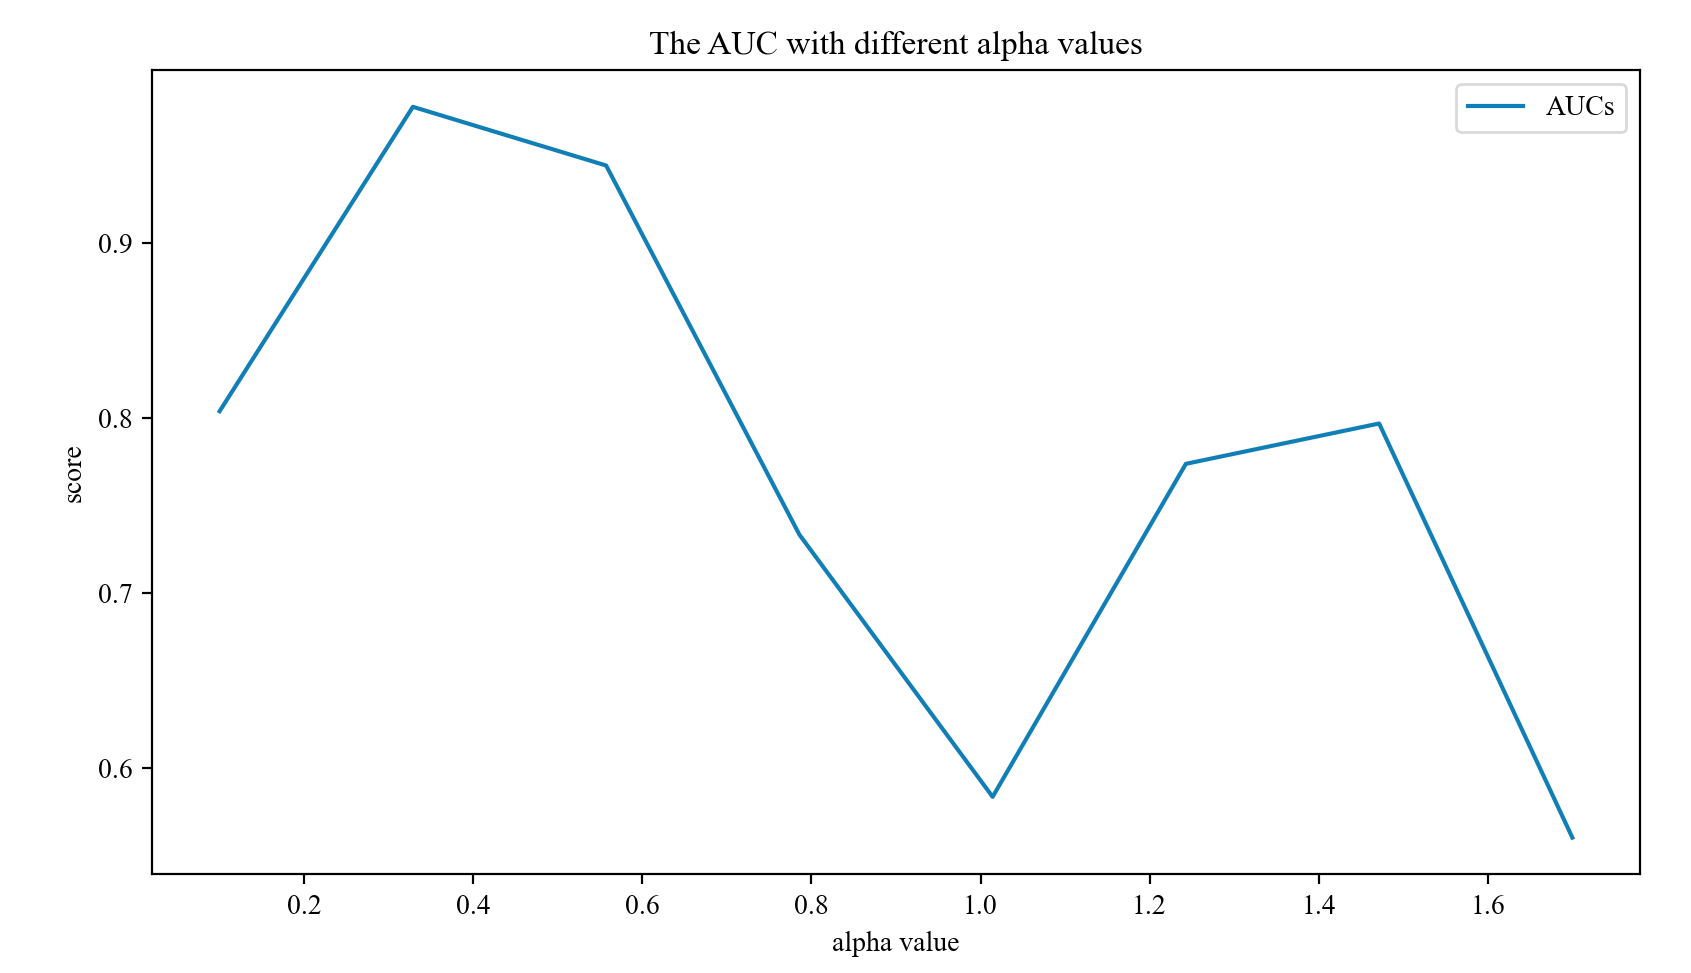 The AUC with different alpha values
AUCs
0.9
0.8
0.7
0.6
score
0.2 0.4 0.6 0.8 1.0 1.2 1.4 1.6
alpha value